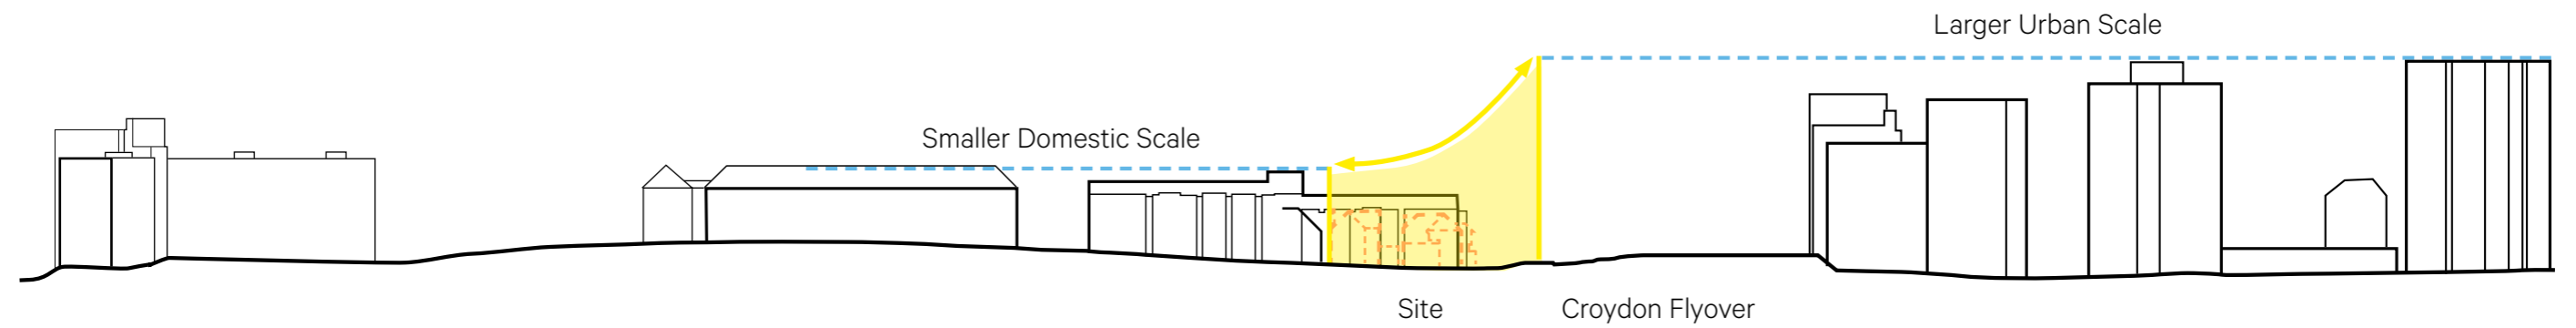 Larger Urban Scale
Smaller Domestic Scale
Site
Croydon Flyover